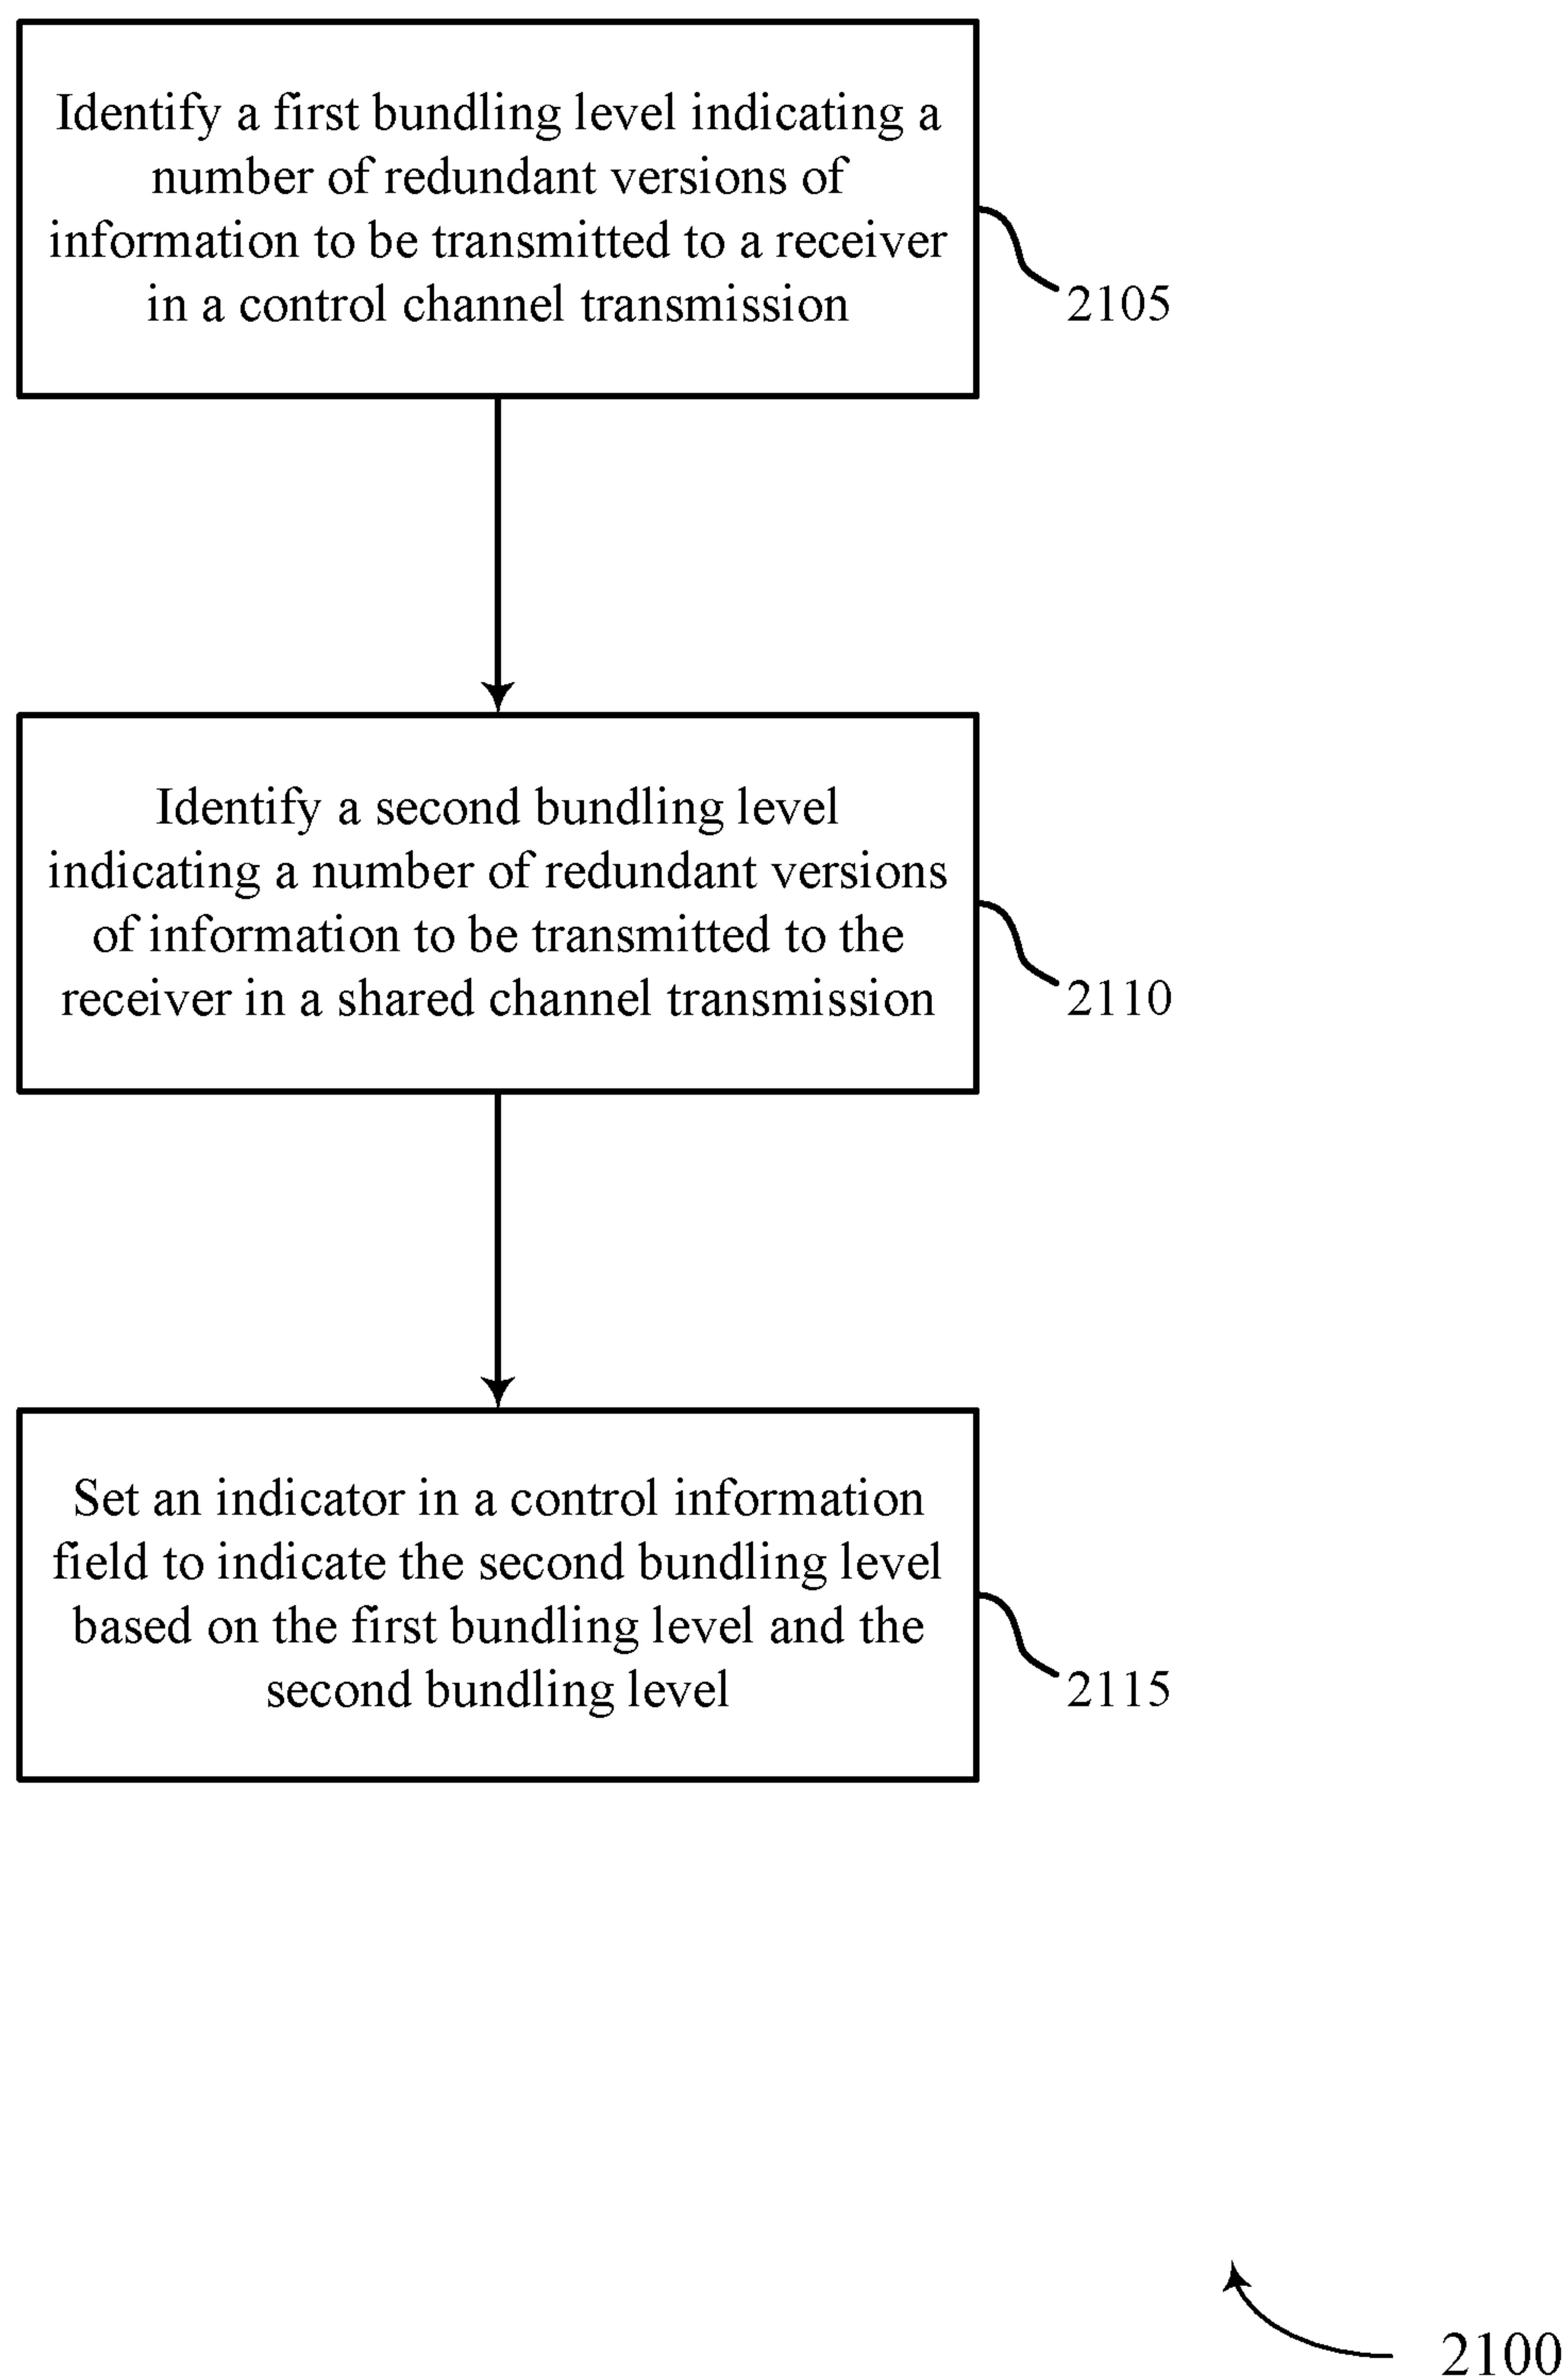 Identify a first bundling level indicating a
number of redundant versions of
information to be transmitted to a receiver
in a control channel transmission
2105
Identify a second bundling level
indicating a number of redundant versions
of information to be transmitted to the
receiver in a shared channel transmission
2110
Set an indicator in a control information
field to indicate the second bundling level
based on the first bundling level and the
second bundling level
2115
2100